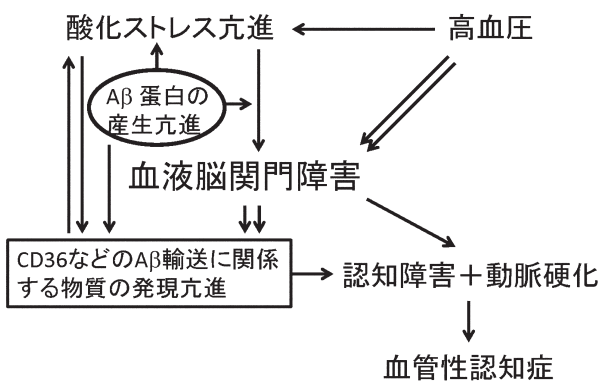 酸化ストレス亢進
高血圧
Aβ 蛋白の
産生亢進
血液脳関門障害
CD36などのAβ輸送に関係
する物質の発現亢進
認知障害＋動脈硬化
血管性認知症